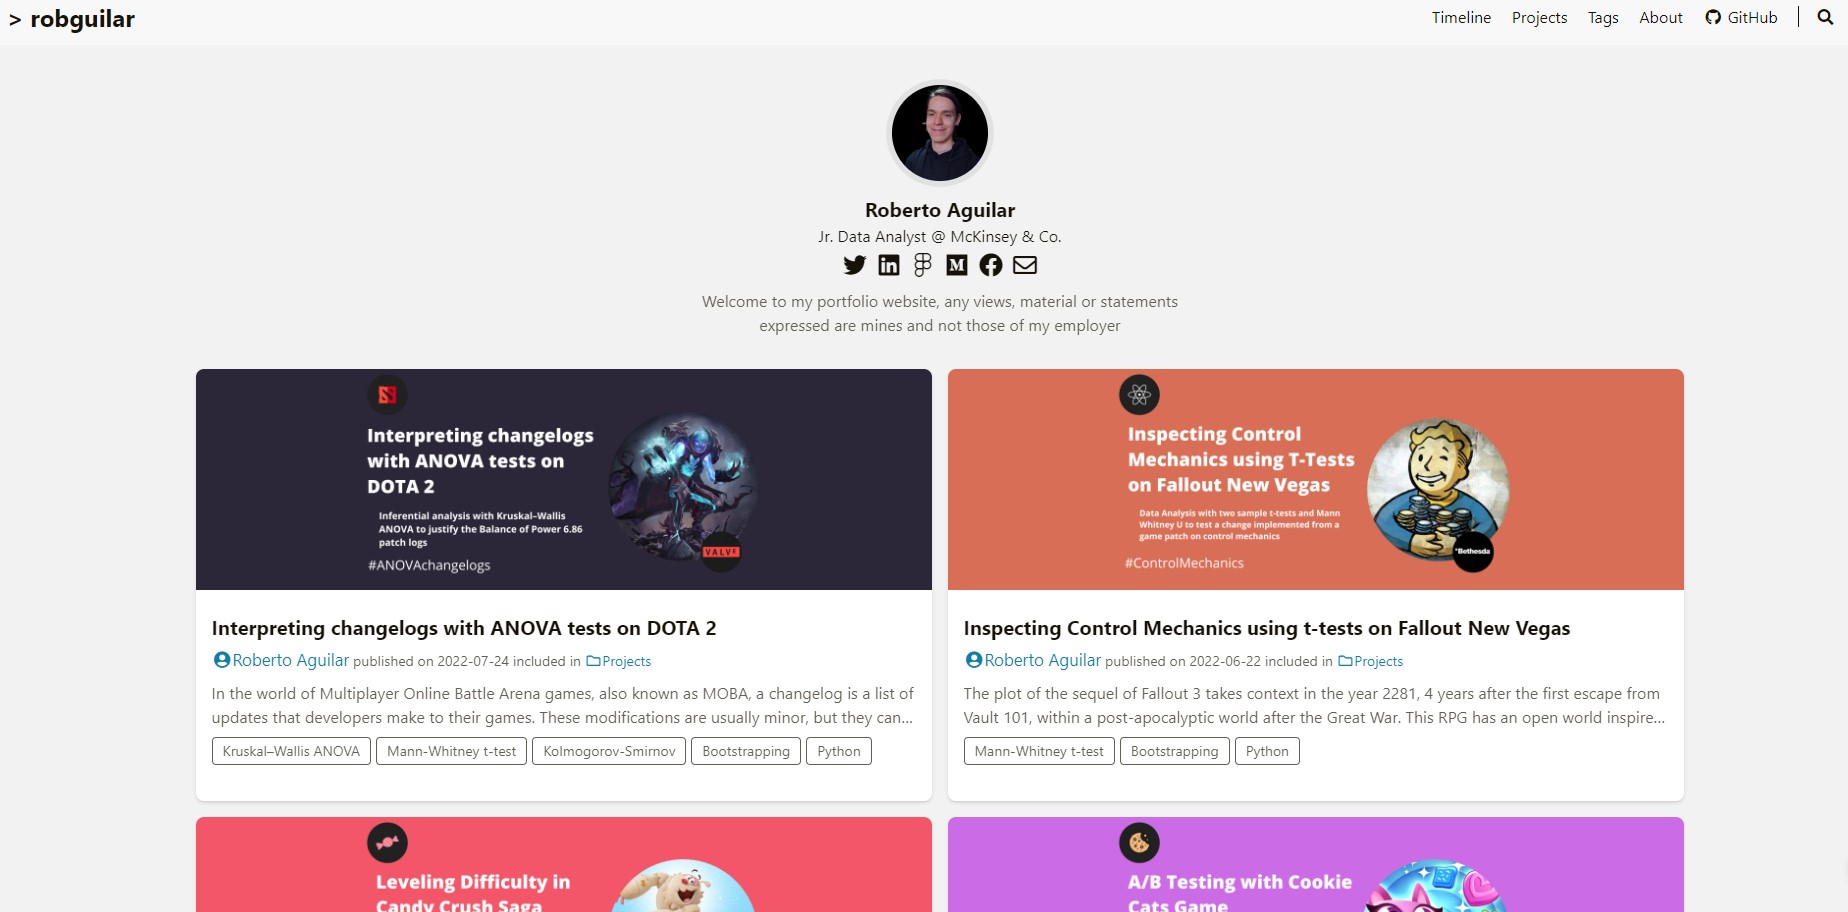 > robguilar
Timeline Projects Tags About GitHub
Roberto Aguilar
Jr. Data Analyst @ McKinsey & Co.
Welcome to my portfolio website, any views, material or statements
expressed are mines and not those of my employer
Interpreting changelogs
with ANOVA tests on
DOTA 2
Inferential analysis with Kruskal–Wallis
ANOVA to justify the Balance of Power 6.86
patch logs
#ANOVAchangelogs
VALVE
Inspecting Control
Mechanics using T-Tests
on Fallout New Vegas
Data Analysis with two sample t-tests and Mann
Whitney U to test a change implemented from a
game patch on control mechanics
#ControlMechanics
Bethesda
Interpreting changelogs with ANOVA tests on DOTA 2
Roberto Aguilar published on 2022-07-24 included in Projects
In the world of Multiplayer Online Battle Arena games, also known as MOBA, a changelog is a list of
updates that developers make to their games. These modifications are usually minor, but they can...
Kruskal–Wallis ANOVA Mann-Whitney t-test Kolmogorov-Smirnov Bootstrapping Python
Inspecting Control Mechanics using t-tests on Fallout New Vegas
Roberto Aguilar published on 2022-06-22 included in Projects
The plot of the sequel of Fallout 3 takes context in the year 2281, 4 years after the first escape from
Vault 101, within a post-apocalyptic world after the Great War. This RPG has an open world inspire...
Mann-Whitney t-test Bootstrapping Python
Leveling Difficulty in
Candy Crush Saga
A/B Testing with Cookie
Cats Game